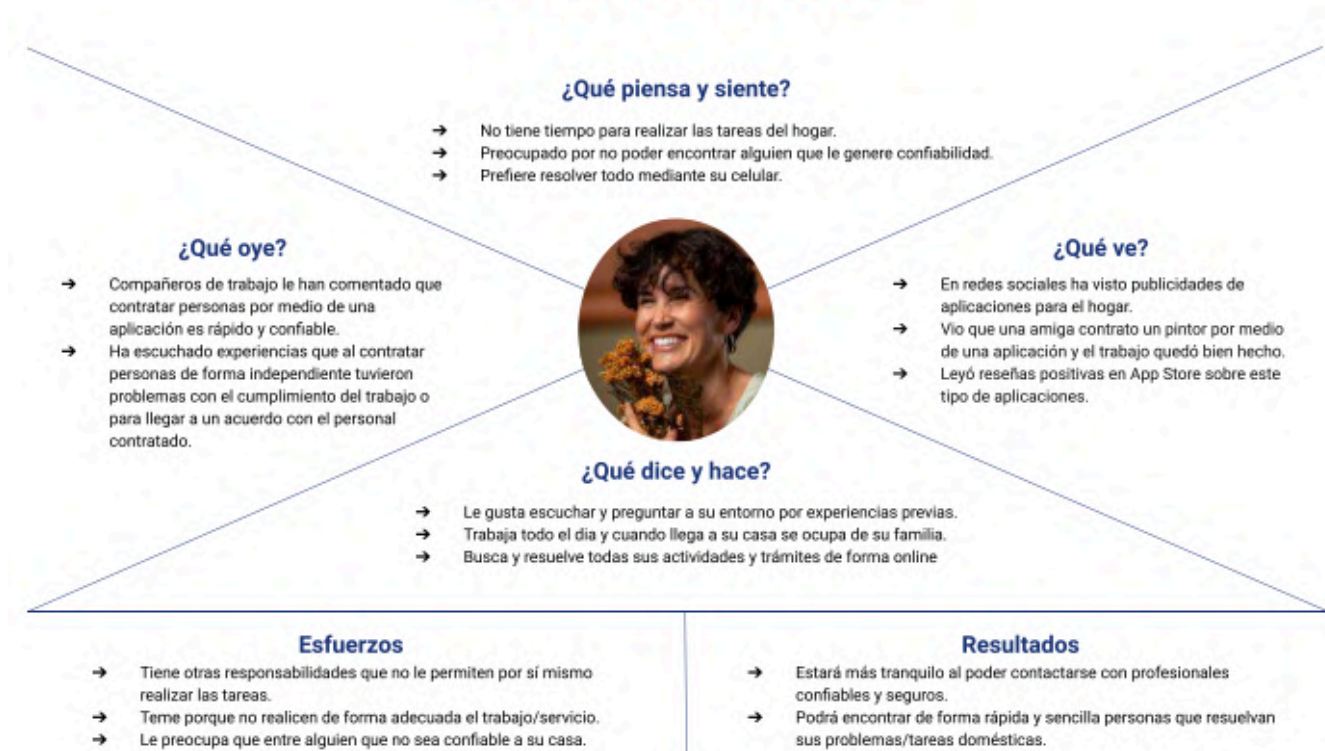 ¿Qué piensa y siente?
➔ No tiene tiempo para realizar las tareas del hogar.
➔ Preocupado por no poder encontrar alguien que le genere confiabilidad.
➔ Prefiere resolver todo mediante su celular.
¿Qué oye?
➔ Compañeros de trabajo le han comentado que
contratar personas por medio de una
aplicación es rápido y confiable.
➔ Ha escuchado experiencias que al contratar
personas de forma independiente tuvieron
problemas con el cumplimiento del trabajo o
para llegar a un acuerdo con el personal
contratado.
¿Qué ve?
➔ En redes sociales ha visto publicidades de
aplicaciones para el hogar.
➔ Vio que una amiga contrato un pintor por medio
de una aplicación y el trabajo quedó bien hecho.
➔ Leyó reseñas positivas en App Store sobre este
tipo de aplicaciones.
¿Qué dice y hace?
➔ Le gusta escuchar y preguntar a su entorno por experiencias previas.
➔ Trabaja todo el dia y cuando llega a su casa se ocupa de su familia.
➔ Busca y resuelve todas sus actividades y trámites de forma online
Esfuerzos
➔ Tiene otras responsabilidades que no le permiten por sí mismo
realizar las tareas.
➔ Teme porque no realicen de forma adecuada el trabajo/servicio.
➔ Le preocupa que entre alguien que no sea confiable a su casa.
Resultados
➔ Estará más tranquilo al poder contactarse con profesionales
confiables y seguros.
➔ Podrá encontrar de forma rápida y sencilla personas que resuelvan
sus problemas/tareas domésticas.